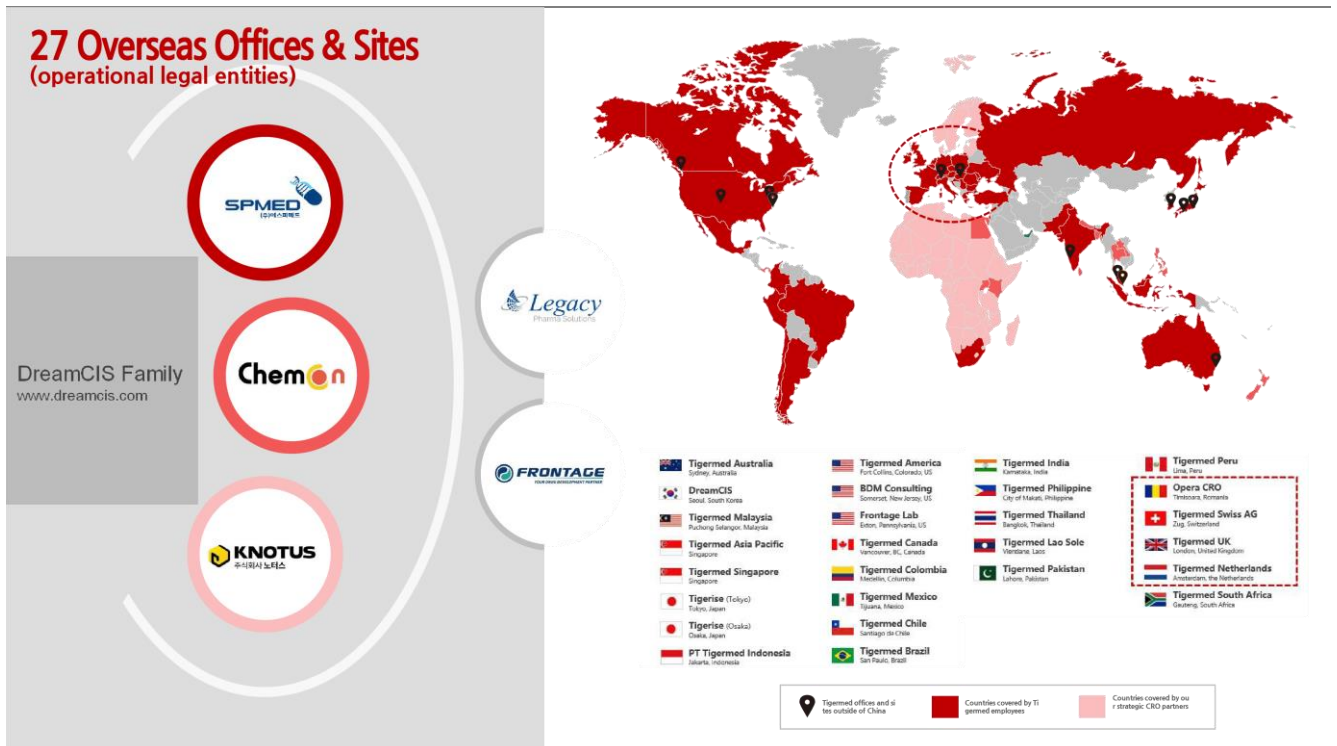 27 Overseas Offices & Sites
(operational legal entities)
SPMED
(주)에스피메드
DreamCIS Family
www.dreamcis.com
Chemon
KNOTUS
주식회사 노터스
Legacy
Pharma Solutions
FRONTAGE
YOUR DRUG DEVELOPMENT PARTNER
Tigermed Australia
Sydney, Australia
DreamCIS
Seoul, South Korea
Tigermed Malaysia
Puchong Selangor, Malaysia
Tigermed Asia Pacific
Singapore
Tigermed Singapore
Singapore
Tigerise (Tokyo)
Tokyo, Japan
Tigerise (Osaka)
Osaka, Japan
PT Tigermed Indonesia
Jakarta, Indonesia
Tigermed America
Fort Collins, Colorado, US
BDM Consulting
Somerset, New Jersey, US
Frontage Lab
Exton, Pennsylvania, US
Tigermed Canada
Vancouver, BC, Canada
Tigermed Colombia
Medellin, Colombia
Tigermed Mexico
Tijuana, Mexico
Tigermed Chile
Santiago de Chile
Tigermed Brazil
San Paulo, Brazil
Tigermed India
Karnataka, India
Tigermed Philippine
City of Makati, Philippine
Tigermed Thailand
Bangkok, Thailand
Tigermed Lao Sole
Vientiane, Laos
Tigermed Pakistan
Lahore, Pakistan
Tigermed Peru
Lima, Peru
Opera CRO
Timisoara, Romania
Tigermed Swiss AG
Zug, Switzerland
Tigermed UK
London, United Kingdom
Tigermed Netherlands
Amsterdam, the Netherlands
Tigermed South Africa
Gauteng, South Africa
Tigermed offices and si
tes outside of China
Countries covered by Ti
germed employees
Countries covered by ou
r strategic CRO partners